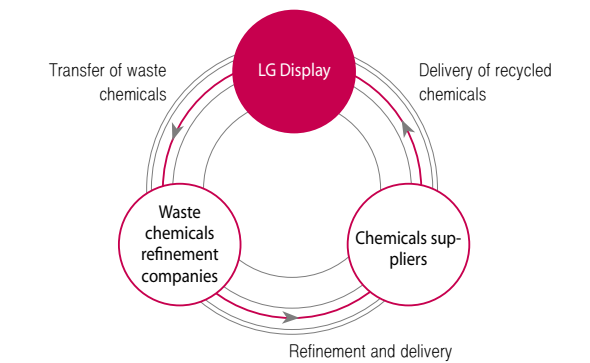 LG Display
Transfer of waste
chemicals
Delivery of recycled
chemicals
Waste
chemicals
refinement
companies
Chemicals sup-
pliers
Refinement and delivery